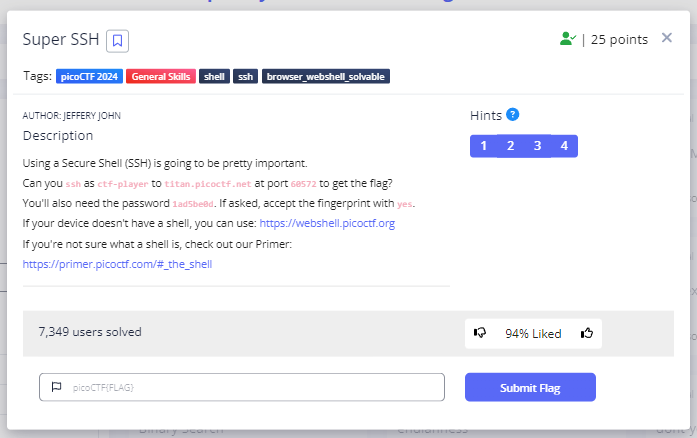 Super SSH
| 25 points
Tags: picoCTF 2024 General Skills shell ssh browser_webshell_solvable
AUTHOR: JEFFERY JOHN
Description
Using a Secure Shell (SSH) is going to be pretty important.
Can you ssh as ctf-player to titan.picoctf.net at port 60572 to get the flag?
You'll also need the password 1ad5be0d. If asked, accept the fingerprint with yes.
If your device doesn't have a shell, you can use: https://webshell.picoctf.org
If you're not sure what a shell is, check out our Primer:
https://primer.picoctf.com/#_the_shell
Hints ?
1 2 3 4
7,349 users solved
94% Liked
picoCTF{FLAG}
Submit Flag
Binary Search
endianness